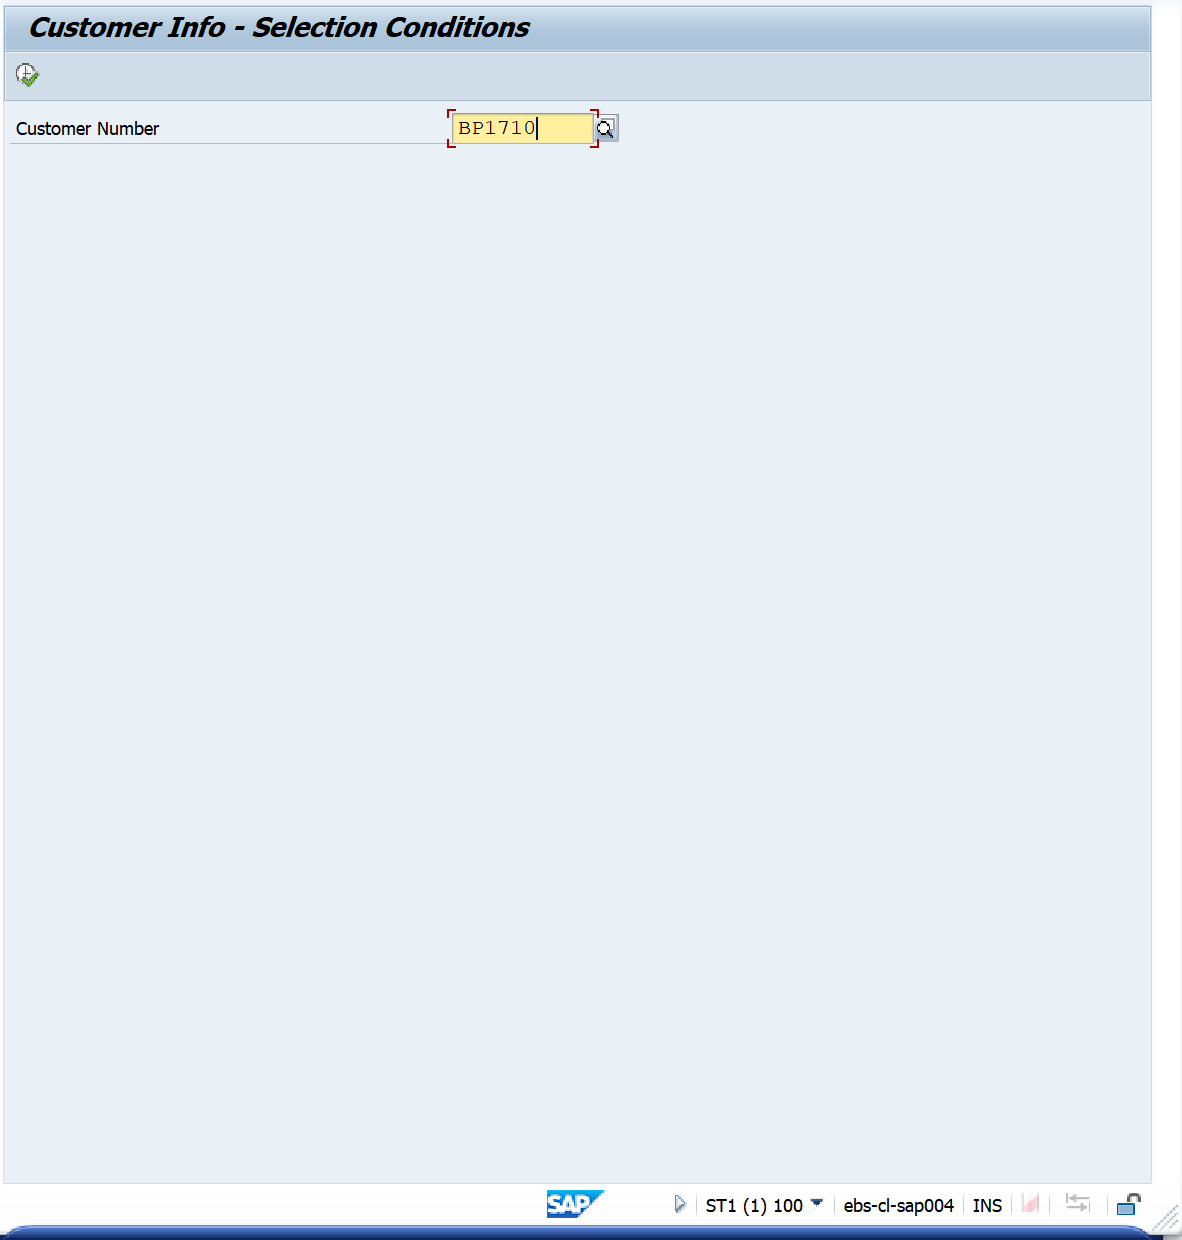 Customer Info - Selection Conditions
Customer Number BP1710
SAP ST1 (1) 100 ebs-cl-sap004 INS